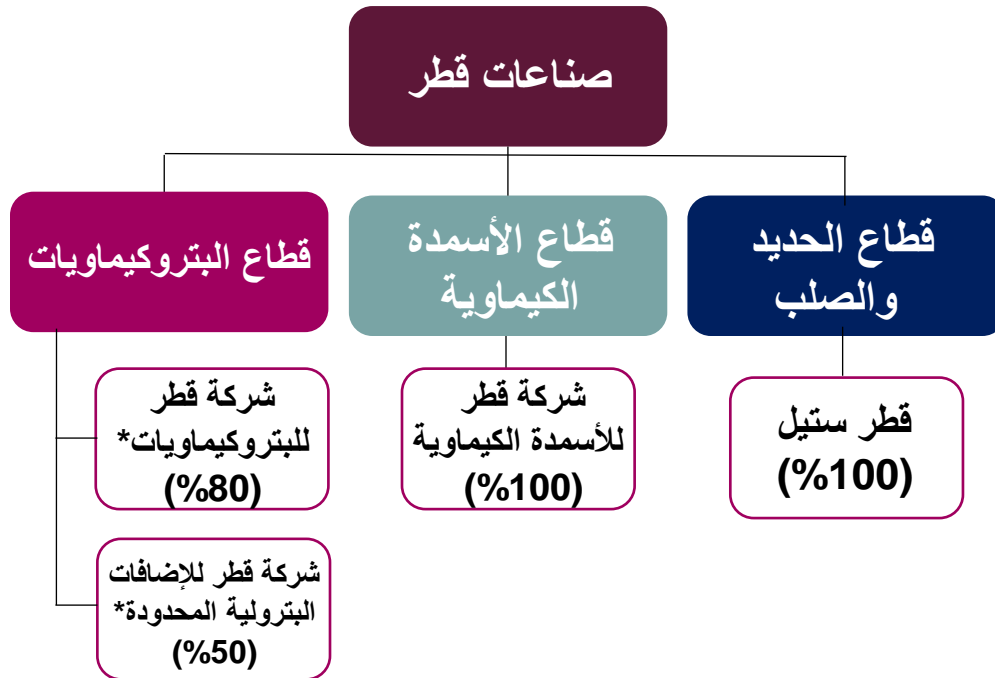 صناعات قطر
قطاع الحديد
والصلب
قطاع الأسمدة
الكيماوية
قطاع البتروكيماويات
قطر ستيل
(%100)
شركة قطر
للأسمدة الكيماوية
(%100)
شركة قطر
للبتروكيماويات*
(%80)
شركة قطر للإضافات
البترولية المحدودة*
(%50)